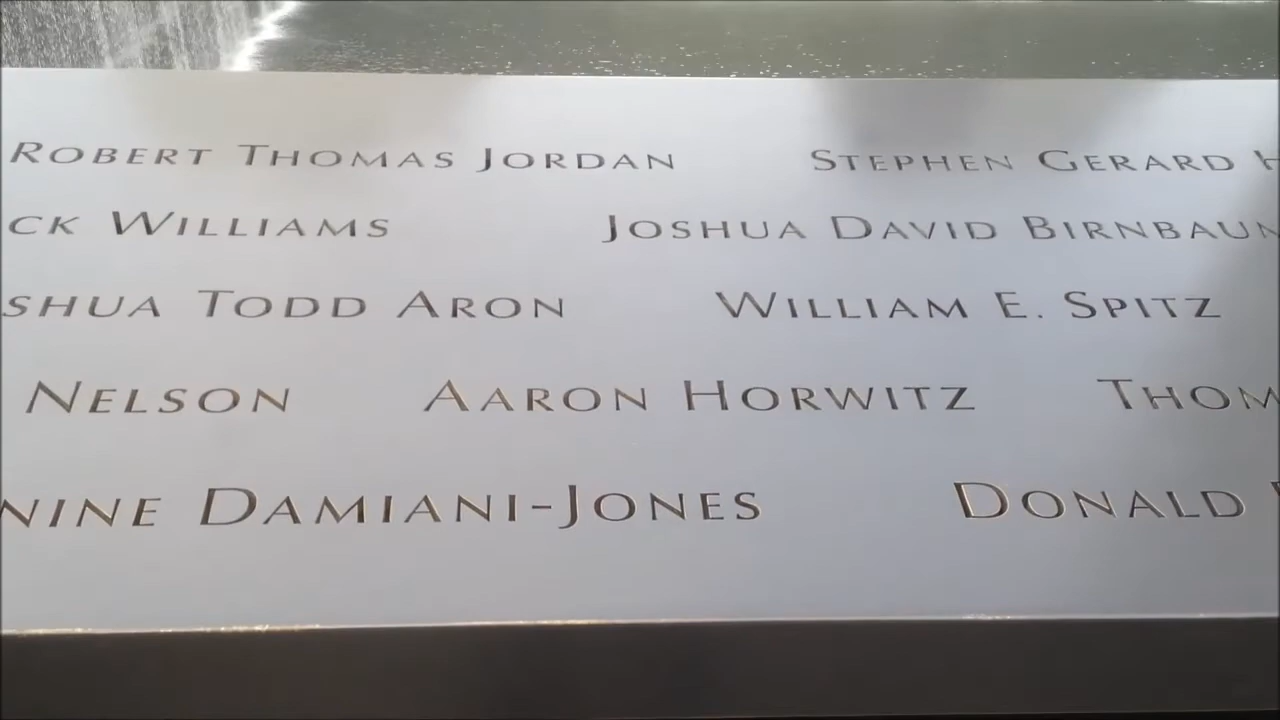 ROBERT THOMAS JORDAN STEPHEN GERARD
CK WILLIAMS JOSHUA DAVID BIRNBAUM
SHUA TODD ARON WILLIAM E. SPITZ
NELSON AARON HORWITZ THOM
NINE DAMIANI-JONES DONALD